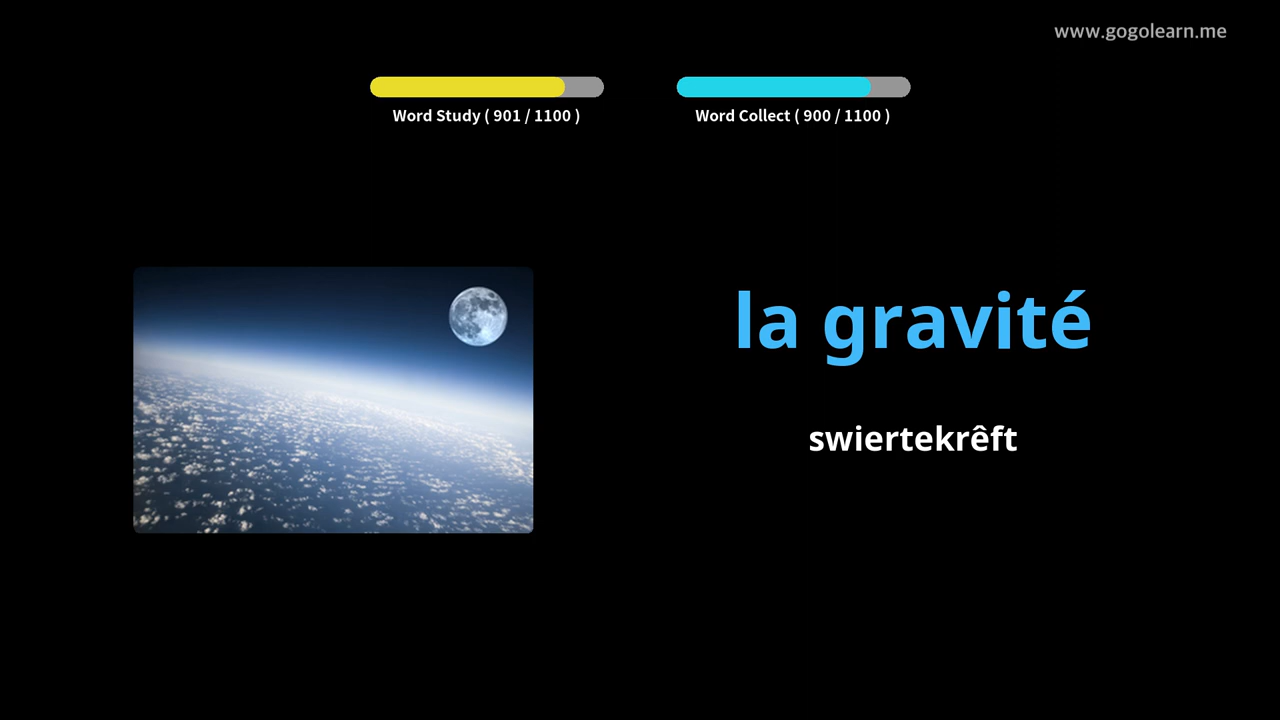 www.gogolearn.me
Word Study ( 901 / 1100 )
Word Collect ( 900 / 1100 )
la gravité
swiertekrêft